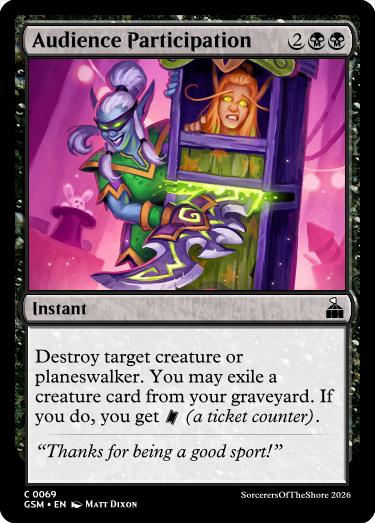 Audience Participation 2
Instant
Destroy target creature or
planeswalker. You may exile a
creature card from your graveyard. If
you do, you get (a ticket counter).
“Thanks for being a good sport!”
C 0069
GSM • EN Matt Dixon
SorcerersOfTheShore 2026